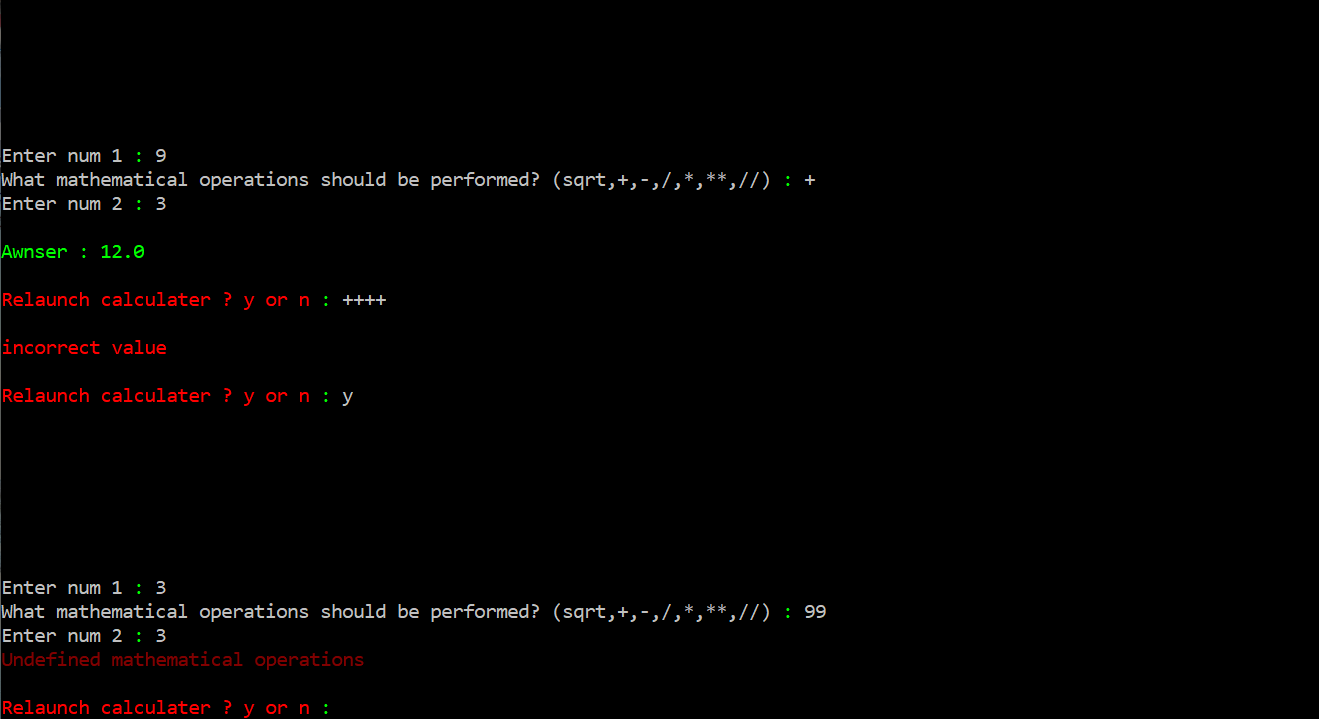 Enter num 1 : 9
What mathematical operations should be performed? (sqrt,+,-,/,*,**,//) : +
Enter num 2 : 3
Awnser : 12.0
Relaunch calculater ? y or n : ++++
incorrect value
Relaunch calculater ? y or n : y
Enter num 1 : 3
What mathematical operations should be performed? (sqrt,+,-,/,*,**,//) : 99
Enter num 2 : 3
Undefined mathematical operations
Relaunch calculater ? y or n :